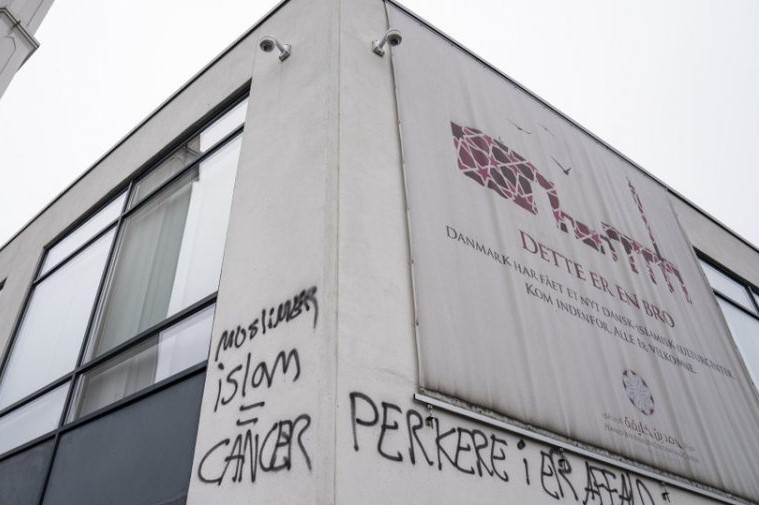 MUSLIMER
islam
=
CANCER
PERKERE i ER AFFALD
DETTE ER EN BRO
DANMARK HAR FÅET ET NYT DANSK-ISLAMISK KULTURCENTER
KOM INDENFOR, ALLE ER VELKOMNE.